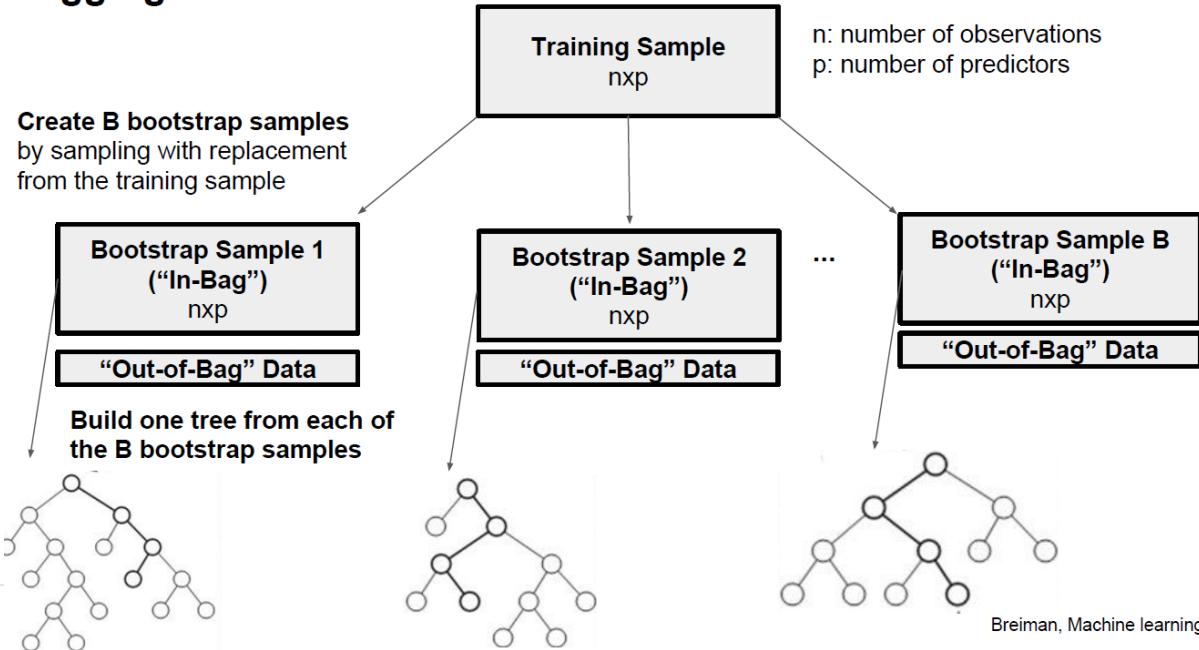 Training Sample
nxp
n: number of observations
p: number of predictors
Create B bootstrap samples
by sampling with replacement
from the training sample
Bootstrap Sample 1
(“In-Bag”)
nxp
“Out-of-Bag” Data
Bootstrap Sample 2
(“In-Bag”)
nxp
“Out-of-Bag” Data
...
Bootstrap Sample B
(“In-Bag”)
nxp
“Out-of-Bag” Data
Build one tree from each of
the B bootstrap samples
Breiman, Machine learning